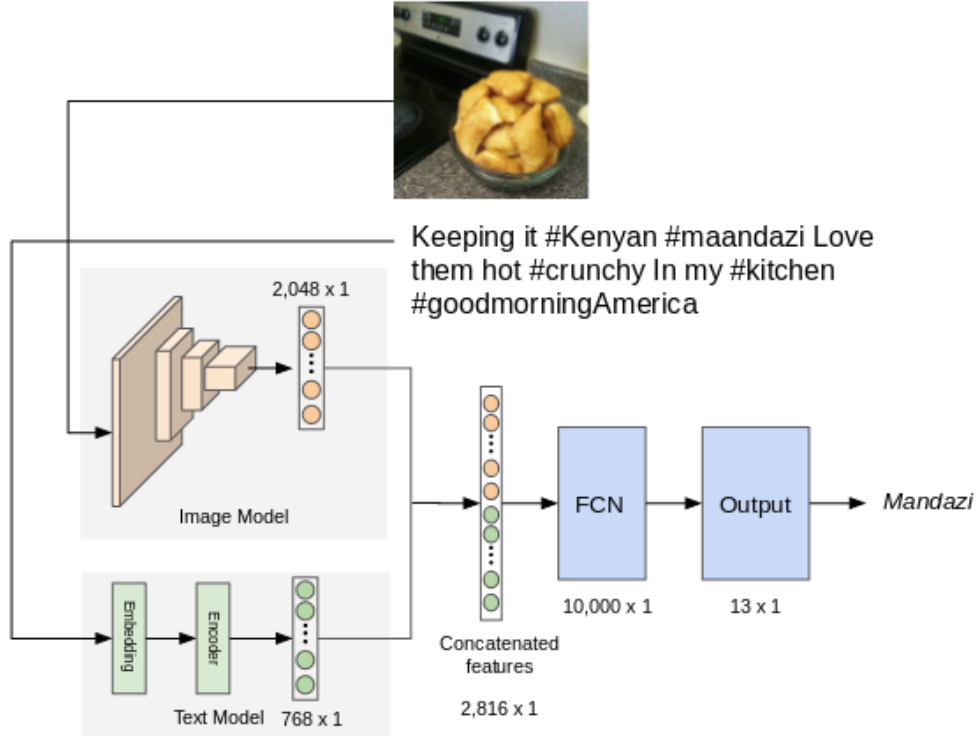 Keeping it #Kenyan #maandazi Love
them hot #crunchy In my #kitchen
#goodmorningAmerica
2,048 x 1
Image Model
Embedding
Encoder
Text Model
768 x 1
Concatenated
features
2,816 x 1
FCN
10,000 x 1
Output
13 x 1
Mandazi